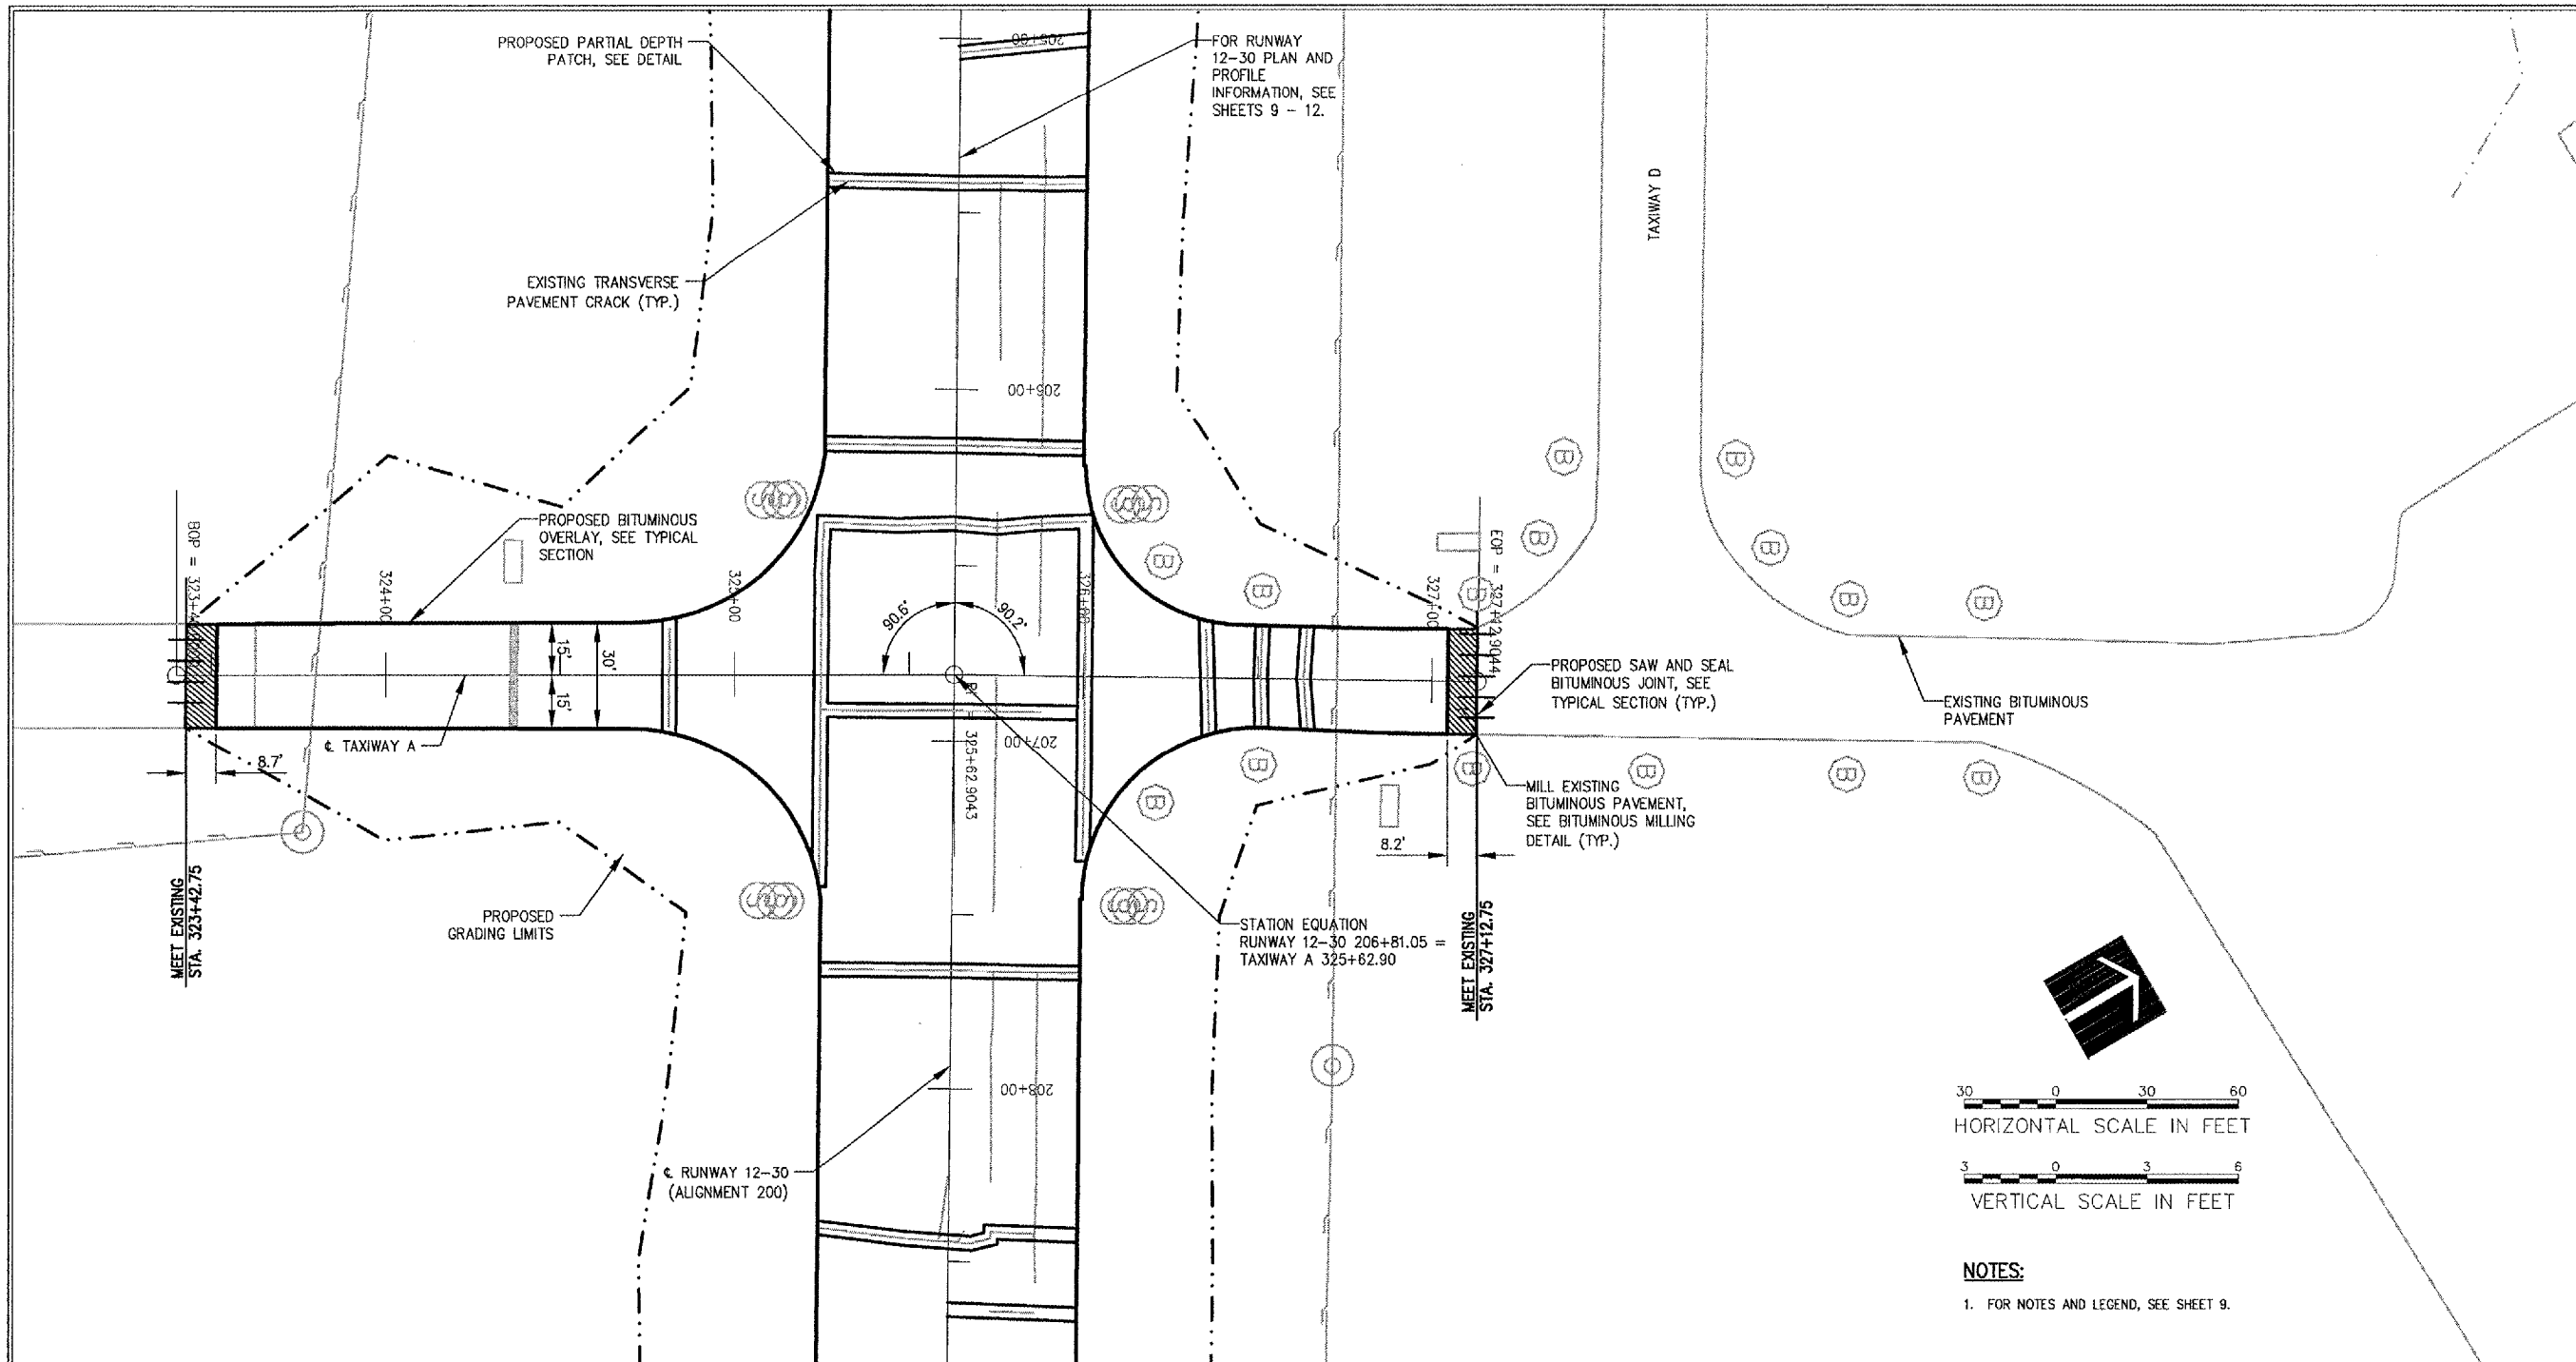 PROPOSED PARTIAL DEPTH
PATCH, SEE DETAIL
FOR RUNWAY
12-30 PLAN AND
PROFILE
INFORMATION, SEE
SHEETS 9 - 12.
205+00
TAXIWAY D
EXISTING TRANSVERSE
PAVEMENT CRACK (TYP.)
206+00
B
B
B
B
B
B
B
B
B
PROPOSED BITUMINOUS
OVERLAY, SEE TYPICAL
SECTION
324+00
325+00
326+00
327+00
EOP = 327+12.9044
90.6°
90.2°
15'
15'
30'
℄ TAXIWAY A
8.7'
207+00
325+62.9043
PROPOSED SAW AND SEAL
BITUMINOUS JOINT, SEE
TYPICAL SECTION (TYP.)
EXISTING BITUMINOUS
PAVEMENT
B
B
B
B
B
B
MILL EXISTING
BITUMINOUS PAVEMENT,
SEE BITUMINOUS MILLING
DETAIL (TYP.)
8.2'
MEET EXISTING
STA. 323+42.75
PROPOSED
GRADING LIMITS
STATION EQUATION
RUNWAY 12-30 206+81.05 =
TAXIWAY A 325+62.90
MEET EXISTING
STA. 327+12.75
208+00
℄ RUNWAY 12-30
(ALIGNMENT 200)
30 0 30 60
HORIZONTAL SCALE IN FEET
3 0 3 6
VERTICAL SCALE IN FEET
NOTES:
1. FOR NOTES AND LEGEND, SEE SHEET 9.